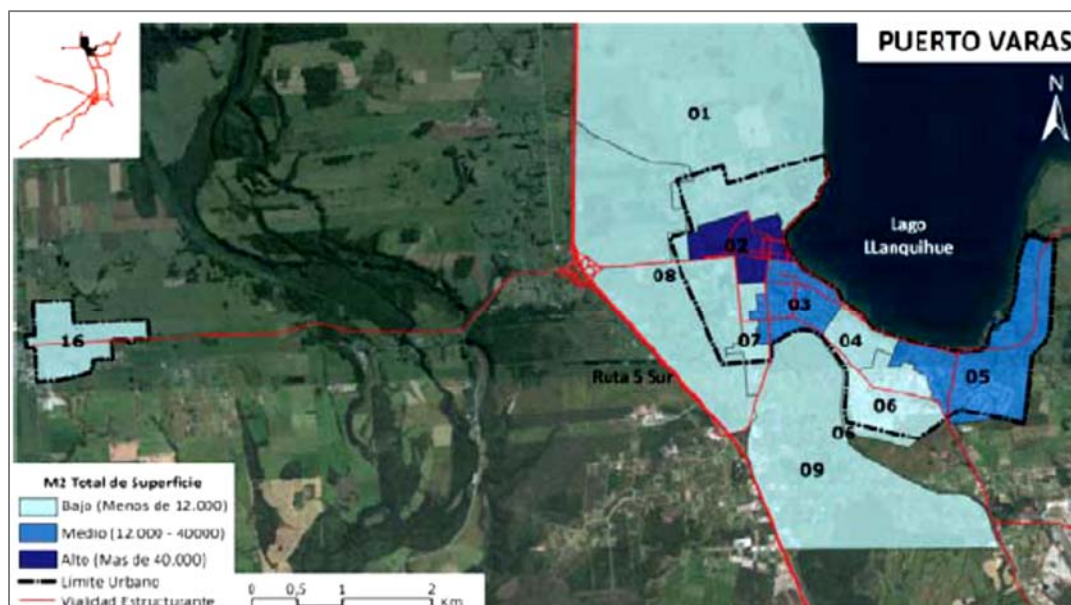 PUERTO VARAS
N
01
Lago
LLanquihue
02
08
03
16
07
04
Ruta 5 Sur
05
06
06
09
M2 Total de Superficie
Bajo (Menos de 12.000)
Medio (12.000 - 40000)
Alto (Mas de 40.000)
Límite Urbano
Vialidad Estructurante
0 0,5 1 2
Km